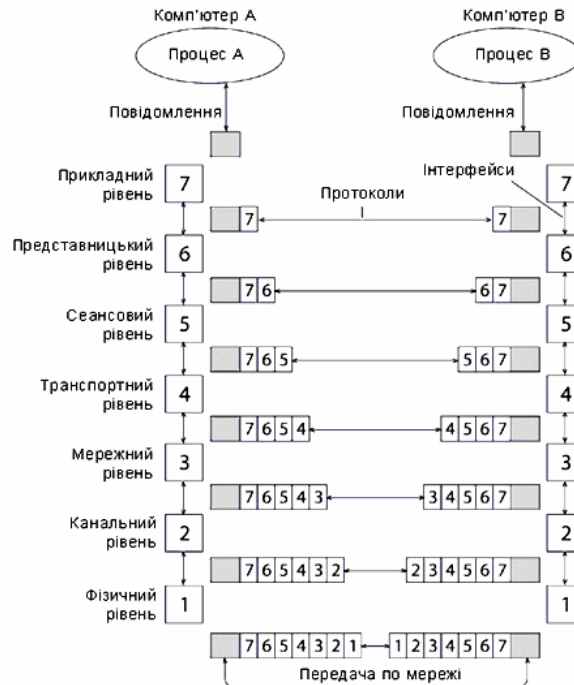 Комп'ютер A
Комп'ютер B
Процес A
Процес B
Повідомлення
Повідомлення
Прикладний
рівень
7
Протоколи
Інтерфейси
7
7
7
Представницький
рівень
6
6
7 6
6 7
Сеансовий
рівень
5
5
7 6 5
5 6 7
Транспортний
рівень
4
4
7 6 5 4
4 5 6 7
Мережний
рівень
3
3
7 6 5 4 3
3 4 5 6 7
Канальний
рівень
2
2
7 6 5 4 3 2
2 3 4 5 6 7
Фізичний
рівень
1
1
7 6 5 4 3 2 1
1 2 3 4 5 6 7
Передача по мережі